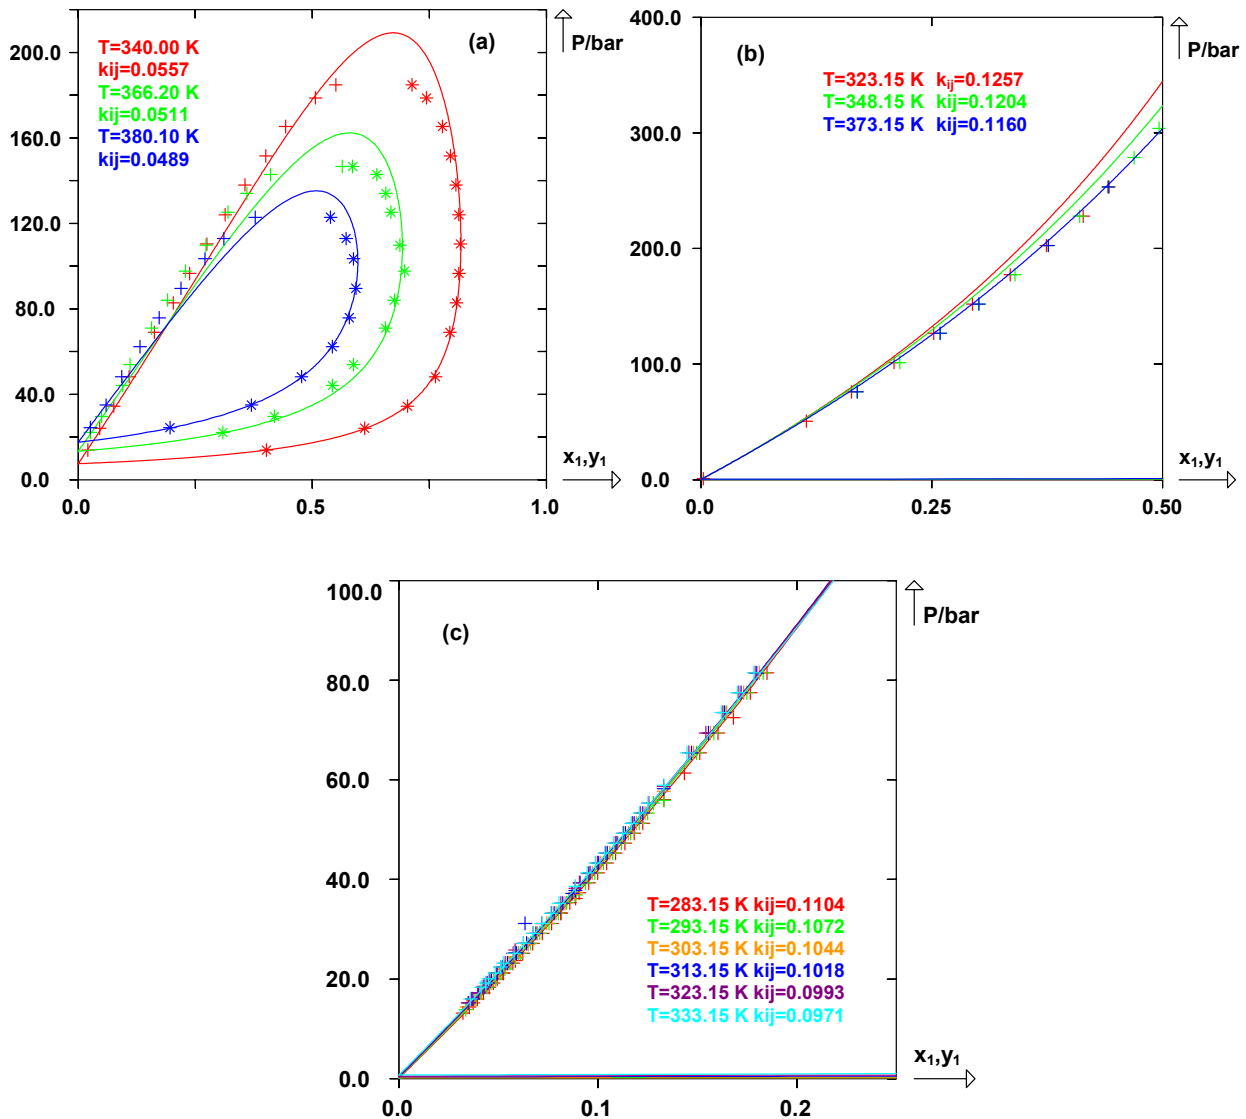 (a)
P/bar
T=340.00 K
kij=0.0557
T=366.20 K
kij=0.0511
T=380.10 K
kij=0.0489
200.0
160.0
120.0
80.0
40.0
0.0
x₁,y₁
0.0
0.5
1.0
400.0
(b)
P/bar
T=323.15 K kᵢⱼ=0.1257
T=348.15 K kij=0.1204
T=373.15 K kij=0.1160
300.0
200.0
100.0
0.0
x₁,y₁
0.0
0.25
0.50
100.0
(c)
P/bar
80.0
60.0
40.0
20.0
0.0
T=283.15 K kij=0.1104
T=293.15 K kij=0.1072
T=303.15 K kij=0.1044
T=313.15 K kij=0.1018
T=323.15 K kij=0.0993
T=333.15 K kij=0.0971
x₁,y₁
0.0
0.1
0.2